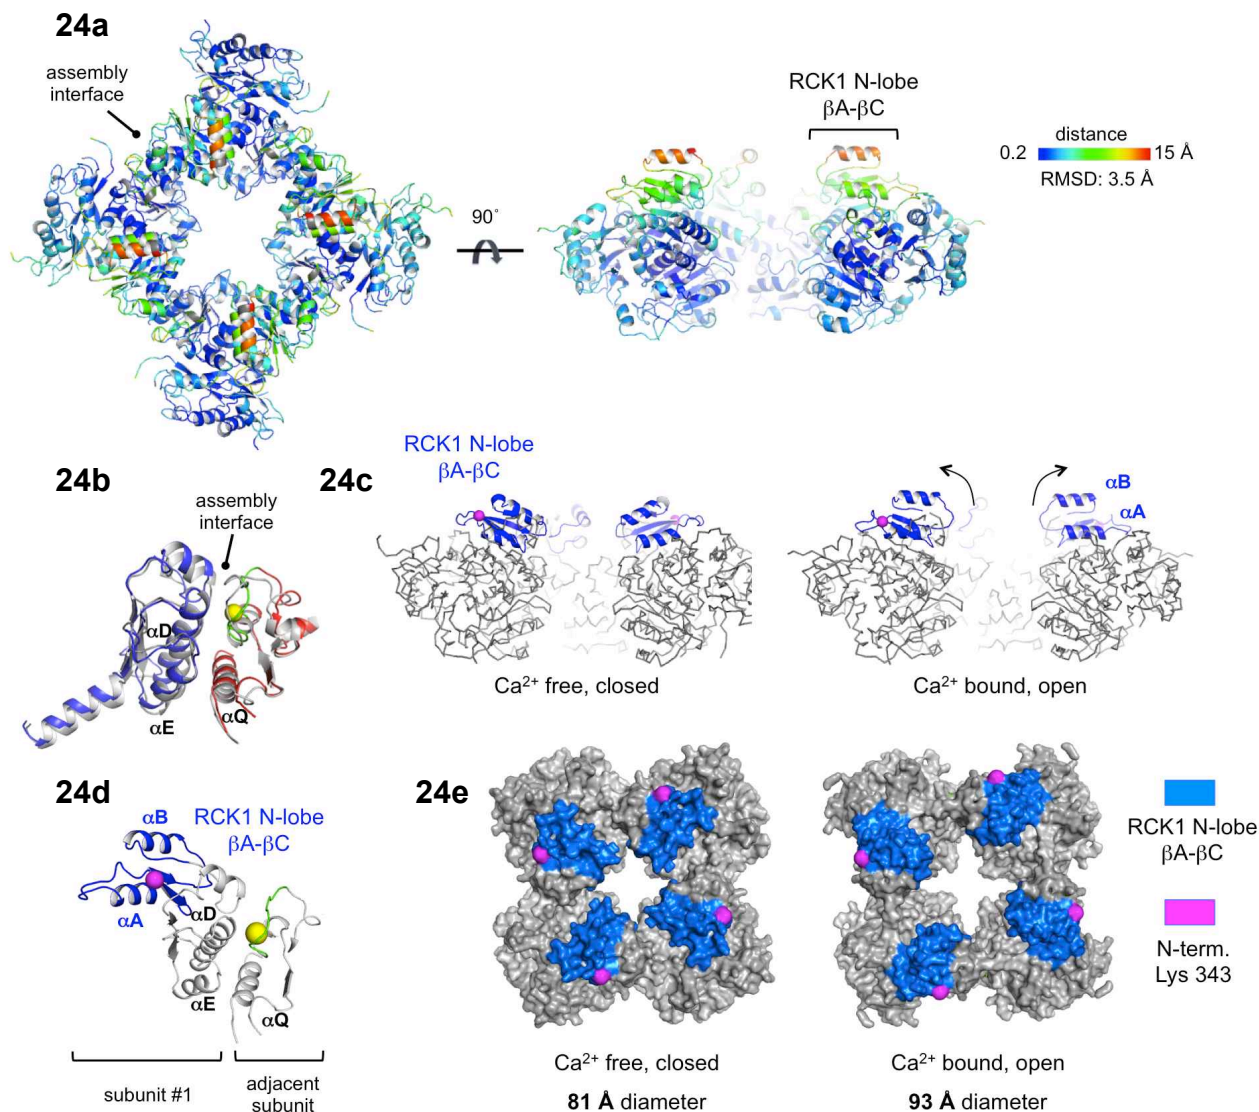 24a
assembly
interface
90°
RCK1 N-lobe
βA-βC
distance
0.2 15 Å
RMSD: 3.5 Å
24b
assembly
interface
αD
αE
αQ
24c
RCK1 N-lobe
βA-βC
αB
αA
Ca²⁺ free, closed
Ca²⁺ bound, open
24d
αB
RCK1 N-lobe
βA-βC
αA
αD
αE
αQ
subunit #1
adjacent
subunit
24e
RCK1 N-lobe
βA-βC
N-term.
Lys 343
Ca²⁺ free, closed
81 Å diameter
Ca²⁺ bound, open
93 Å diameter